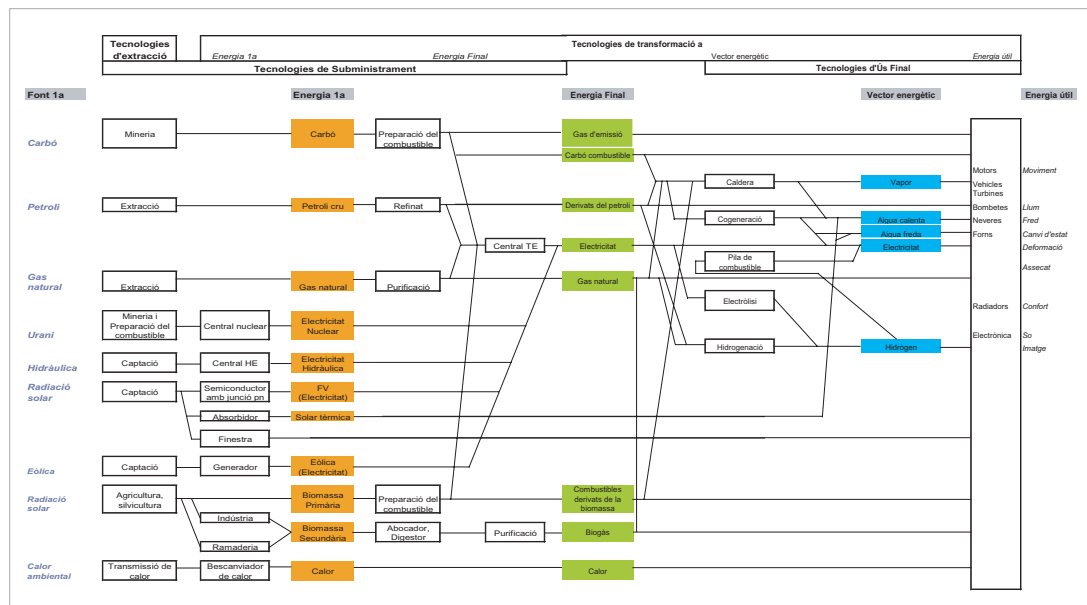 Tecnologies
d'extracció
Tecnologies de transformació a
Energia 1a
Energia Final
Vector energètic
Energia útil
Tecnologies de Subministrament
Tecnologies d'Ús Final
Font 1a
Energia 1a
Energia Final
Vector energètic
Energia útil
Carbó
Mineria
Carbó
Preparació del
combustible
Gas d'emissió
Carbó combustible
Caldera
Vapor
Motors
Vehicles
Turbines
Bombetes
Neveres
Forns
Radiadors
Electrònica
Moviment
Llum
Fred
Canvi d'estat
Deformació
Assecat
Confort
So
Imatge
Petroli
Extracció
Petroli cru
Refinat
Derivats del petroli
Cogeneració
Aigua calenta
Aigua freda
Central TE
Electricitat
Electricitat
Pila de
combustible
Gas
natural
Extracció
Gas natural
Purificació
Gas natural
Electròlisi
Urani
Mineria i
Preparació del
combustible
Central nuclear
Electricitat
Nuclear
Hidrogenació
Hidrògen
Hidràulica
Captació
Central HE
Electricitat
Hidràulica
Radiació
solar
Captació
Semiconductor
amb junció pn
FV
(Electricitat)
Absorbidor
Solar tèrmica
Finestra
Eòlica
Captació
Generador
Eòlica
(Electricitat)
Radiació
solar
Agricultura,
silvicultura
Biomassa
Primària
Preparació del
combustible
Combustibles
derivats de la
biomassa
Indústria
Ramaderia
Biomassa
Secundària
Abocador,
Digestor
Purificació
Biogás
Calor
ambiental
Transmissió de
calor
Bescanviador
de calor
Calor
Calor